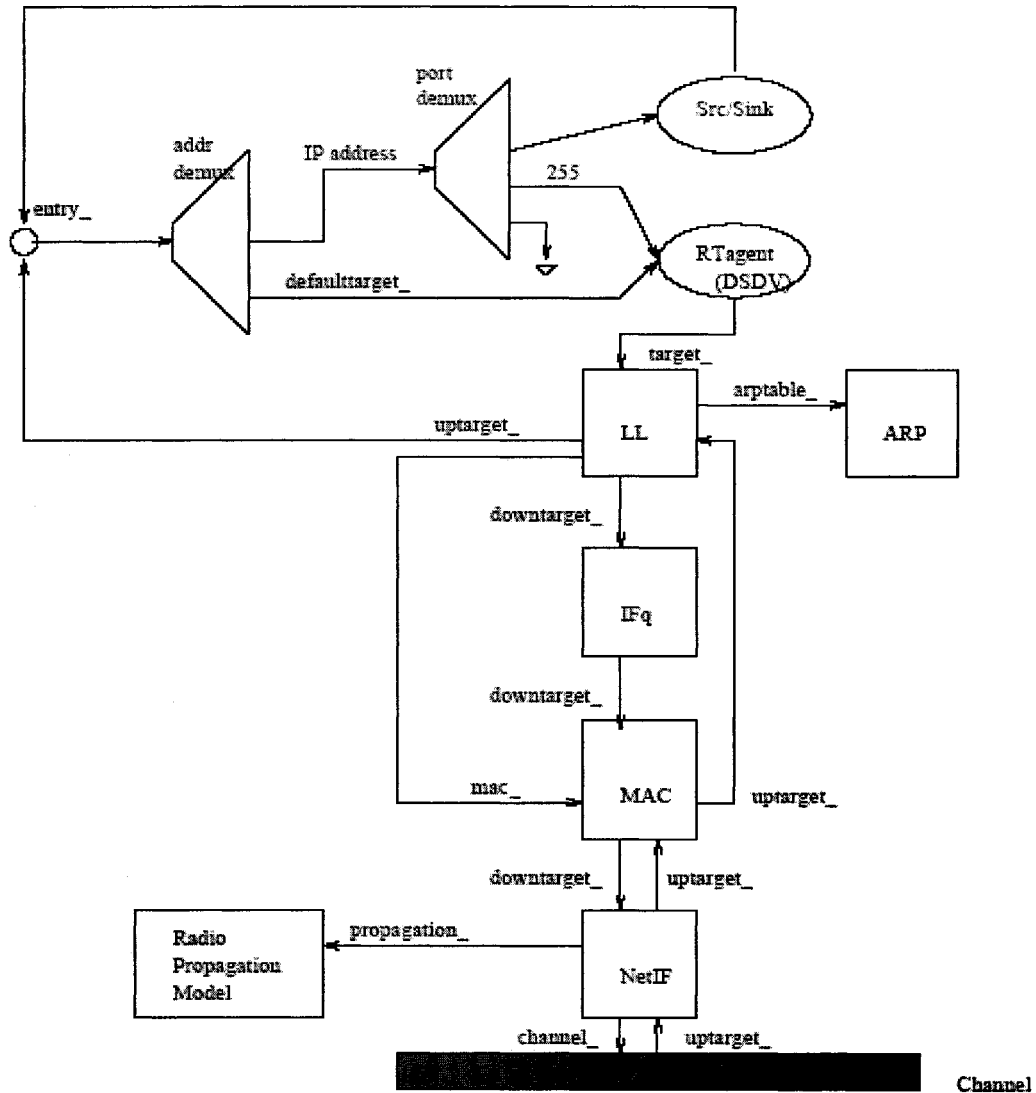 port
demux
Src/Sink
addr
demux
IP address
255
entry_
RTagent
(DSDV)
defaulttarget_
target_
arptable_
uptarget_
LL
ARP
downtarget_
IFq
downtarget_
mac_
MAC
uptarget_
downtarget_
uptarget_
propagation_
Radio
Propagation
Model
NetIF
channel_
uptarget_
Channel